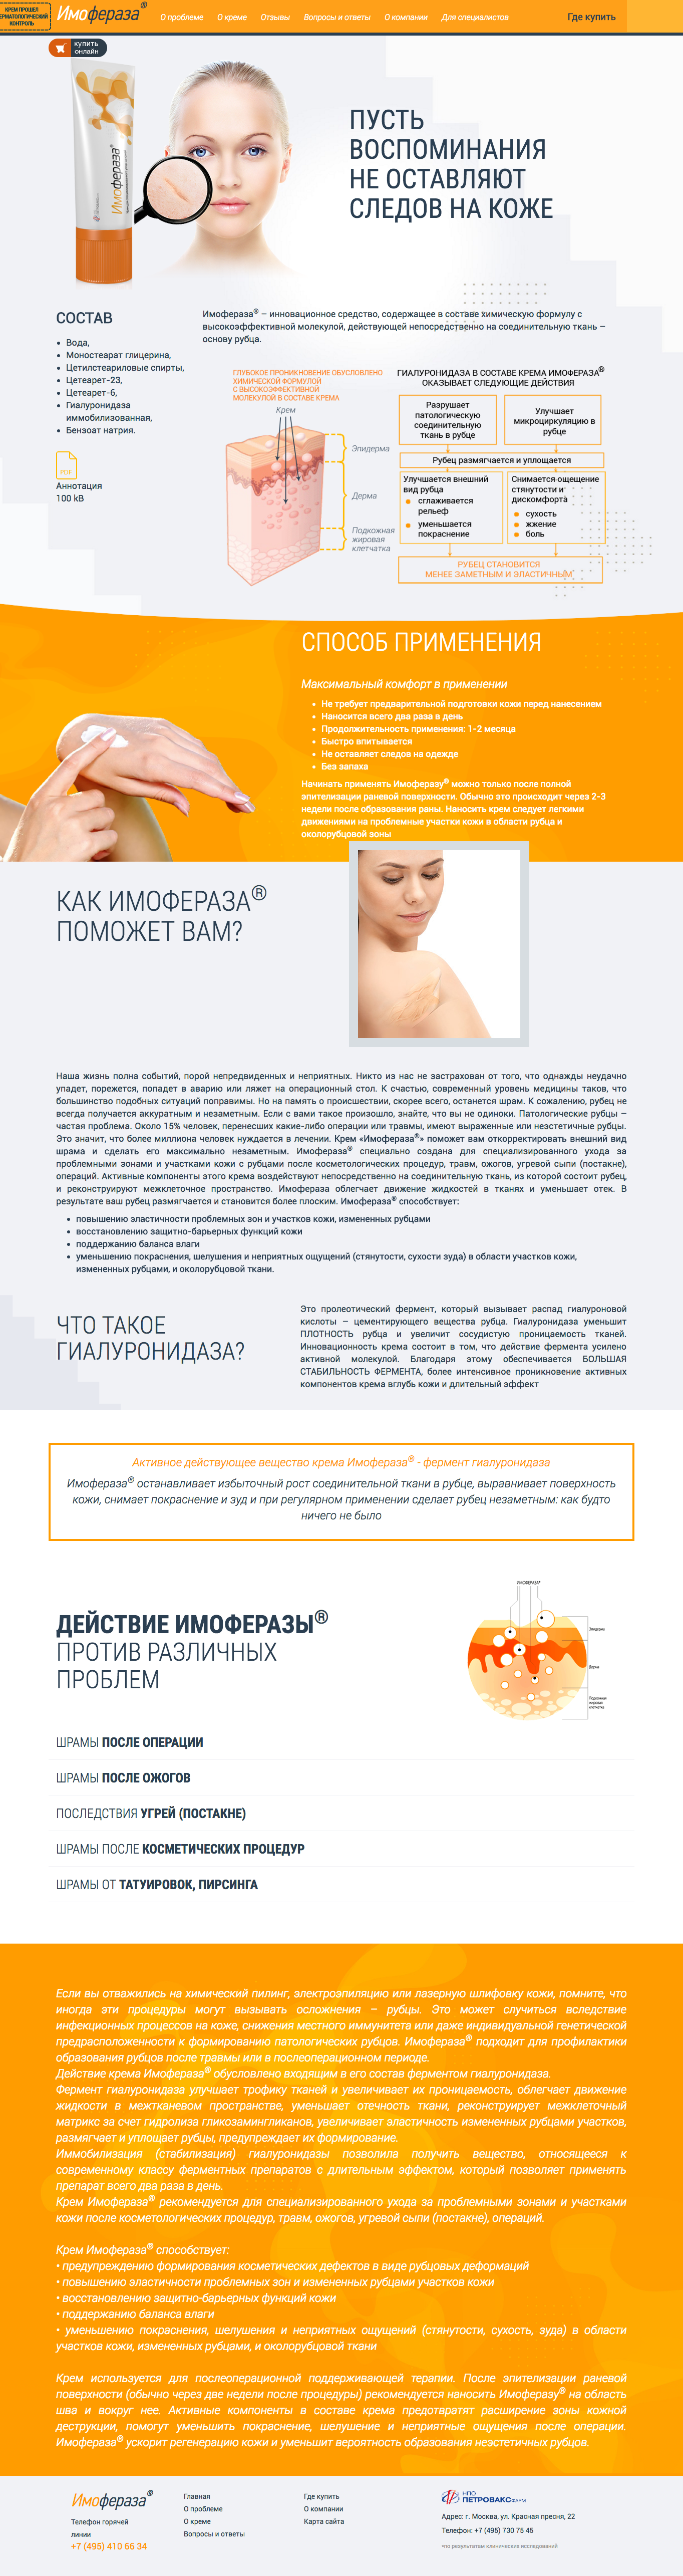 КРЕМ ПРОШЕЛ
ЕРМАТОЛОГИЧЕСКИЙ
КОНТРОЛЬ
Имофераза®
О проблеме
О креме
Отзывы
Вопросы и ответы
О компании
Для специалистов
Где купить
купить
онлайн
Имофераза®
ПУСТЬ
ВОСПОМИНАНИЯ
НЕ ОСТАВЛЯЮТ
СЛЕДОВ НА КОЖЕ
СОСТАВ
• Вода,
• Моностеарат глицерина,
• Цетилстеариловые спирты,
• Цетеарет-23,
• Цетеарет-6,
• Гиалуронидаза
иммобилизованная,
• Бензоат натрия.
PDF
Аннотация
100 kB
Имофераза® – инновационное средство, содержащее в составе химическую формулу с
высокоэффективной молекулой, действующей непосредственно на соединительную ткань –
основу рубца.
ГЛУБОКОЕ ПРОНИКНОВЕНИЕ ОБУСЛОВЛЕНО
ХИМИЧЕСКОЙ ФОРМУЛОЙ
С ВЫСОКОЭФФЕКТИВНОЙ
МОЛЕКУЛОЙ В СОСТАВЕ КРЕМА
Крем
Эпидерма
Дерма
Подкожная
жировая
клетчатка
ГИАЛУРОНИДАЗА В СОСТАВЕ КРЕМА ИМОФЕРАЗА®
ОКАЗЫВАЕТ СЛЕДУЮЩИЕ ДЕЙСТВИЯ
Разрушает
патологическую
соединительную
ткань в рубце
Улучшает
микроциркуляцию в
рубце
Рубец размягчается и уплощается
Улучшается внешний
вид рубца
сглаживается
рельеф
уменьшается
покраснение
Снимается ощущение
стянутости и
дискомфорта
сухость
жжение
боль
РУБЕЦ СТАНОВИТСЯ
МЕНЕЕ ЗАМЕТНЫМ И ЭЛАСТИЧНЫМ
СПОСОБ ПРИМЕНЕНИЯ
Максимальный комфорт в применении
• Не требует предварительной подготовки кожи перед нанесением
• Наносится всего два раза в день
• Продолжительность применения: 1-2 месяца
• Быстро впитывается
• Не оставляет следов на одежде
• Без запаха
Начинать применять Имоферазу® можно только после полной
эпителизации раневой поверхности. Обычно это происходит через 2-3
недели после образования раны. Наносить крем следует легкими
движениями на проблемные участки кожи в области рубца и
околорубцовой зоны
КАК ИМОФЕРАЗА®
ПОМОЖЕТ ВАМ?
Наша жизнь полна событий, порой непредвиденных и неприятных. Никто из нас не застрахован от того, что однажды неудачно
упадет, порежется, попадет в аварию или ляжет на операционный стол. К счастью, современный уровень медицины таков, что
большинство подобных ситуаций поправимы. Но на память о происшествии, скорее всего, останется шрам. К сожалению, рубец не
всегда получается аккуратным и незаметным. Если с вами такое произошло, знайте, что вы не одиноки. Патологические рубцы –
частая проблема. Около 15% человек, перенесших какие-либо операции или травмы, имеют выраженные или неэстетичные рубцы.
Это значит, что более миллиона человек нуждается в лечении. Крем «Имофераза®» поможет вам откорректировать внешний вид
шрама и сделать его максимально незаметным. Имофераза® специально создана для специализированного ухода за
проблемными зонами и участками кожи с рубцами после косметологических процедур, травм, ожогов, угревой сыпи (постакне),
операций. Активные компоненты этого крема воздействуют непосредственно на соединительную ткань, из которой состоит рубец,
и реконструируют межклеточное пространство. Имофераза облегчает движение жидкостей в тканях и уменьшает отек. В
результате ваш рубец размягчается и становится более плоским. Имофераза® способствует:
• повышению эластичности проблемных зон и участков кожи, измененных рубцами
• восстановлению защитно-барьерных функций кожи
• поддержанию баланса влаги
• уменьшению покраснения, шелушения и неприятных ощущений (стянутости, сухости зуда) в области участков кожи,
измененных рубцами, и околорубцовой ткани.
ЧТО ТАКОЕ
ГИАЛУРОНИДАЗА?
Это пролеотический фермент, который вызывает распад гиалуроновой
кислоты – цементирующего вещества рубца. Гиалуронидаза уменьшит
ПЛОТНОСТЬ рубца и увеличит сосудистую проницаемость тканей.
Инновационность крема состоит в том, что действие фермента усилено
активной молекулой. Благодаря этому обеспечивается БОЛЬШАЯ
СТАБИЛЬНОСТЬ ФЕРМЕНТА, более интенсивное проникновение активных
компонентов крема вглубь кожи и длительный эффект
Активное действующее вещество крема Имофераза® - фермент гиалуронидаза
Имофераза® останавливает избыточный рост соединительной ткани в рубце, выравнивает поверхность
кожи, снимает покраснение и зуд и при регулярном применении сделает рубец незаметным: как будто
ничего не было
ДЕЙСТВИЕ ИМОФЕРАЗЫ®
ПРОТИВ РАЗЛИЧНЫХ
ПРОБЛЕМ
ИМОФЕРАЗА®
Эпидерма
Дерма
Подкожная
жировая
клетчатка
ШРАМЫ ПОСЛЕ ОПЕРАЦИИ
ШРАМЫ ПОСЛЕ ОЖОГОВ
ПОСЛЕДСТВИЯ УГРЕЙ (ПОСТАКНЕ)
ШРАМЫ ПОСЛЕ КОСМЕТИЧЕСКИХ ПРОЦЕДУР
ШРАМЫ ОТ ТАТУИРОВОК, ПИРСИНГА
Если вы отважились на химический пилинг, электроэпиляцию или лазерную шлифовку кожи, помните, что
иногда эти процедуры могут вызывать осложнения – рубцы. Это может случиться вследствие
инфекционных процессов на коже, снижения местного иммунитета или даже индивидуальной генетической
предрасположенности к формированию патологических рубцов. Имофераза® подходит для профилактики
образования рубцов после травмы или в послеоперационном периоде.
Действие крема Имофераза® обусловлено входящим в его состав ферментом гиалуронидаза.
Фермент гиалуронидаза улучшает трофику тканей и увеличивает их проницаемость, облегчает движение
жидкости в межтканевом пространстве, уменьшает отечность ткани, реконструирует межклеточный
матрикс за счет гидролиза гликозамингликанов, увеличивает эластичность измененных рубцами участков,
размягчает и уплощает рубцы, предупреждает их формирование.
Иммобилизация (стабилизация) гиалуронидазы позволила получить вещество, относящееся к
современному классу ферментных препаратов с длительным эффектом, который позволяет применять
препарат всего два раза в день.
Крем Имофераза® рекомендуется для специализированного ухода за проблемными зонами и участками
кожи после косметологических процедур, травм, ожогов, угревой сыпи (постакне), операций.
Крем Имофераза® способствует:
• предупреждению формирования косметических дефектов в виде рубцовых деформаций
• повышению эластичности проблемных зон и измененных рубцами участков кожи
• восстановлению защитно-барьерных функций кожи
• поддержанию баланса влаги
• уменьшению покраснения, шелушения и неприятных ощущений (стянутости, сухость, зуда) в области
участков кожи, измененных рубцами, и околорубцовой ткани
Крем используется для послеоперационной поддерживающей терапии. После эпителизации раневой
поверхности (обычно через две недели после процедуры) рекомендуется наносить Имоферазу® на область
шва и вокруг нее. Активные компоненты в составе крема предотвратят расширение зоны кожной
деструкции, помогут уменьшить покраснение, шелушение и неприятные ощущения после операции.
Имофераза® ускорит регенерацию кожи и уменьшит вероятность образования неэстетичных рубцов.
Имофераза®
Телефон горячей
линии
+7 (495) 410 66 34
Главная
О проблеме
О креме
Вопросы и ответы
Где купить
О компании
Карта сайта
НПО
ПЕТРОВАКС ФАРМ
Адрес: г. Москва, ул. Красная пресня, 22
Телефон: +7 (495) 730 75 45
*по результатам клинических исследований